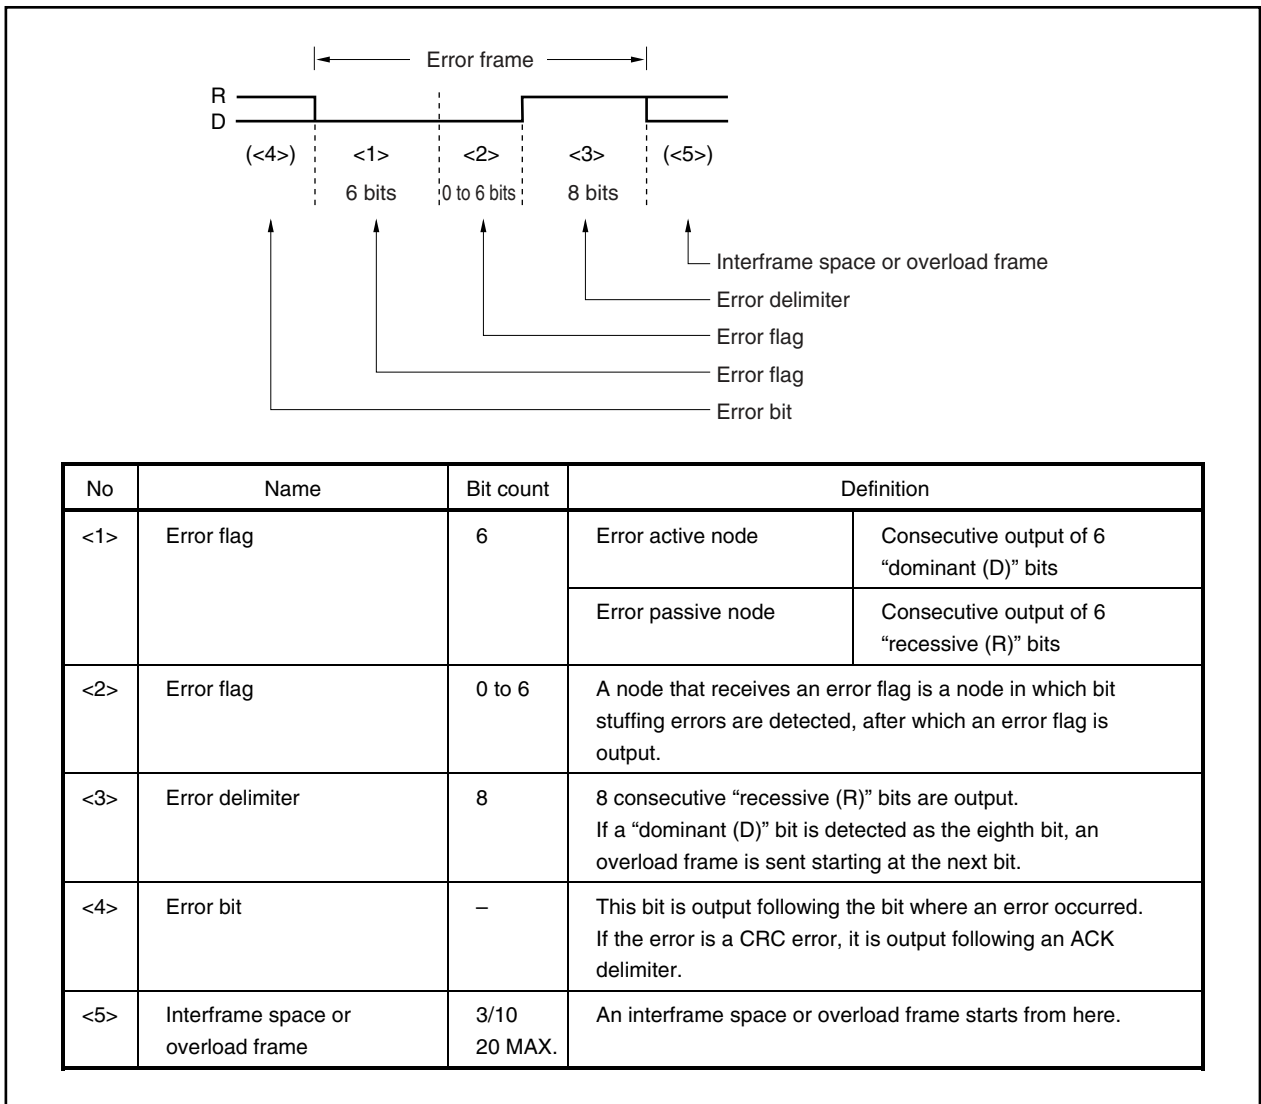 Error frame
R
D
(<4>) <1> <2> <3> (<5>)
6 bits 0 to 6 bits 8 bits
Interframe space or overload frame
Error delimiter
Error flag
Error flag
Error bit
No Name Bit count Definition
<1> Error flag 6 Error active node Consecutive output of 6
“dominant (D)” bits
Error passive node Consecutive output of 6
“recessive (R)” bits
<2> Error flag 0 to 6 A node that receives an error flag is a node in which bit
stuffing errors are detected, after which an error flag is
output.
<3> Error delimiter 8 8 consecutive “recessive (R)” bits are output.
If a “dominant (D)” bit is detected as the eighth bit, an
overload frame is sent starting at the next bit.
<4> Error bit – This bit is output following the bit where an error occurred.
If the error is a CRC error, it is output following an ACK
delimiter.
<5> Interframe space or 3/10 An interframe space or overload frame starts from here.
overload frame 20 MAX.